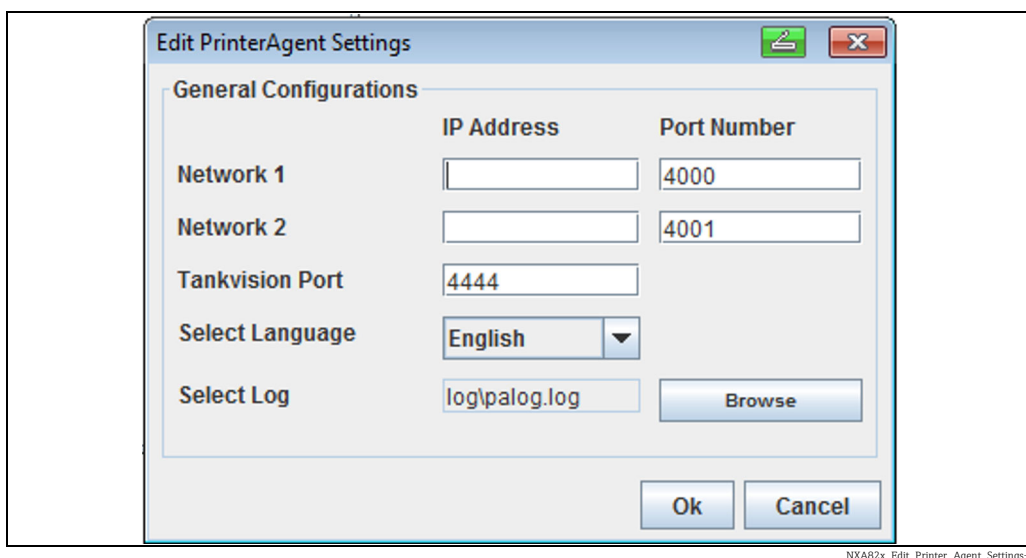 Edit PrinterAgent Settings
General Configurations
IP Address Port Number
Network 1 4000
Network 2 4001
Tankvision Port 4444
Select Language English
Select Log log\palog.log Browse
Ok Cancel
NXA82x_Edit_Printer_Agent_Settings-